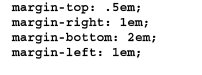 margin-top: .5em;
margin-right: 1em;
margin-bottom: 2em;
margin-left: 1em;